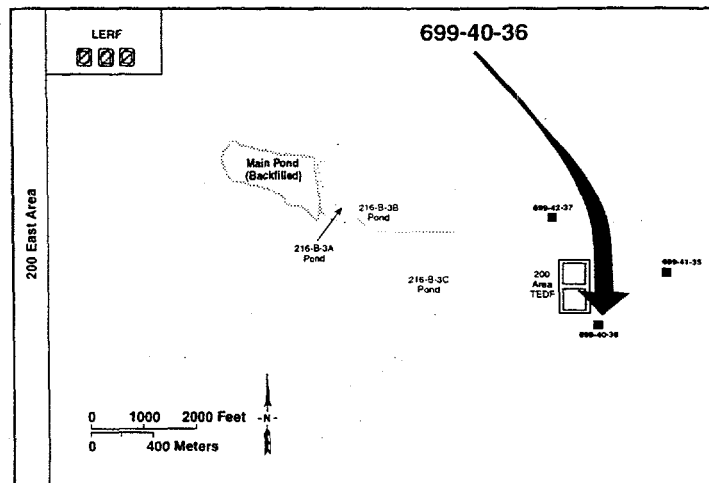 LERF
699-40-36
Main Pond
(Backfilled)
216-B-3B
Pond
699-42-37
216-B-3A
Pond
200 East Area
699-41-35
216-B-3C
Pond
200
Area
TEDF
699-40-36
0 1000 2000 Feet
-N-
0 400 Meters